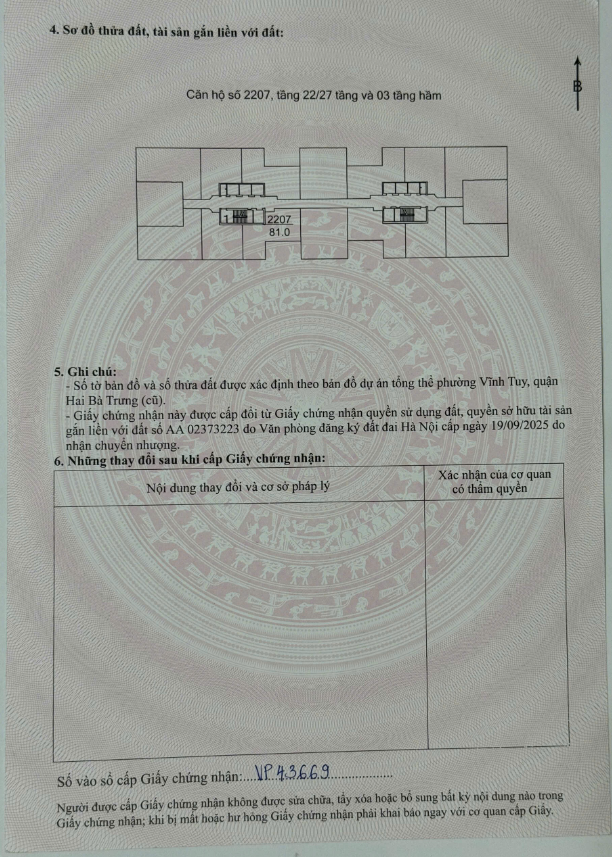 4. Sơ đồ thửa đất, tài sản gắn liền với đất:
B
Căn hộ số 2207, tầng 22/27 tầng và 03 tầng hầm
1
2207
81.0
5. Ghi chú:
- Số tờ bản đồ và số thửa đất được xác định theo bản đồ dự án tổng thể phường Vĩnh Tuy, quận
Hai Bà Trưng (cũ).
- Giấy chứng nhận này được cấp đổi từ Giấy chứng nhận quyền sử dụng đất, quyền sở hữu tài sản
gắn liền với đất số AA 02373223 do Văn phòng đăng ký đất đai Hà Nội cấp ngày 19/09/2025 do
nhận chuyển nhượng.
6. Những thay đổi sau khi cấp Giấy chứng nhận:
Nội dung thay đổi và cơ sở pháp lý
Xác nhận của cơ quan
có thẩm quyền
Số vào sổ cấp Giấy chứng nhận:....VP.43669....................
Người được cấp Giấy chứng nhận không được sửa chữa, tẩy xóa hoặc bổ sung bất kỳ nội dung nào trong
Giấy chứng nhận; khi bị mất hoặc hư hỏng Giấy chứng nhận phải khai báo ngay với cơ quan cấp Giấy.